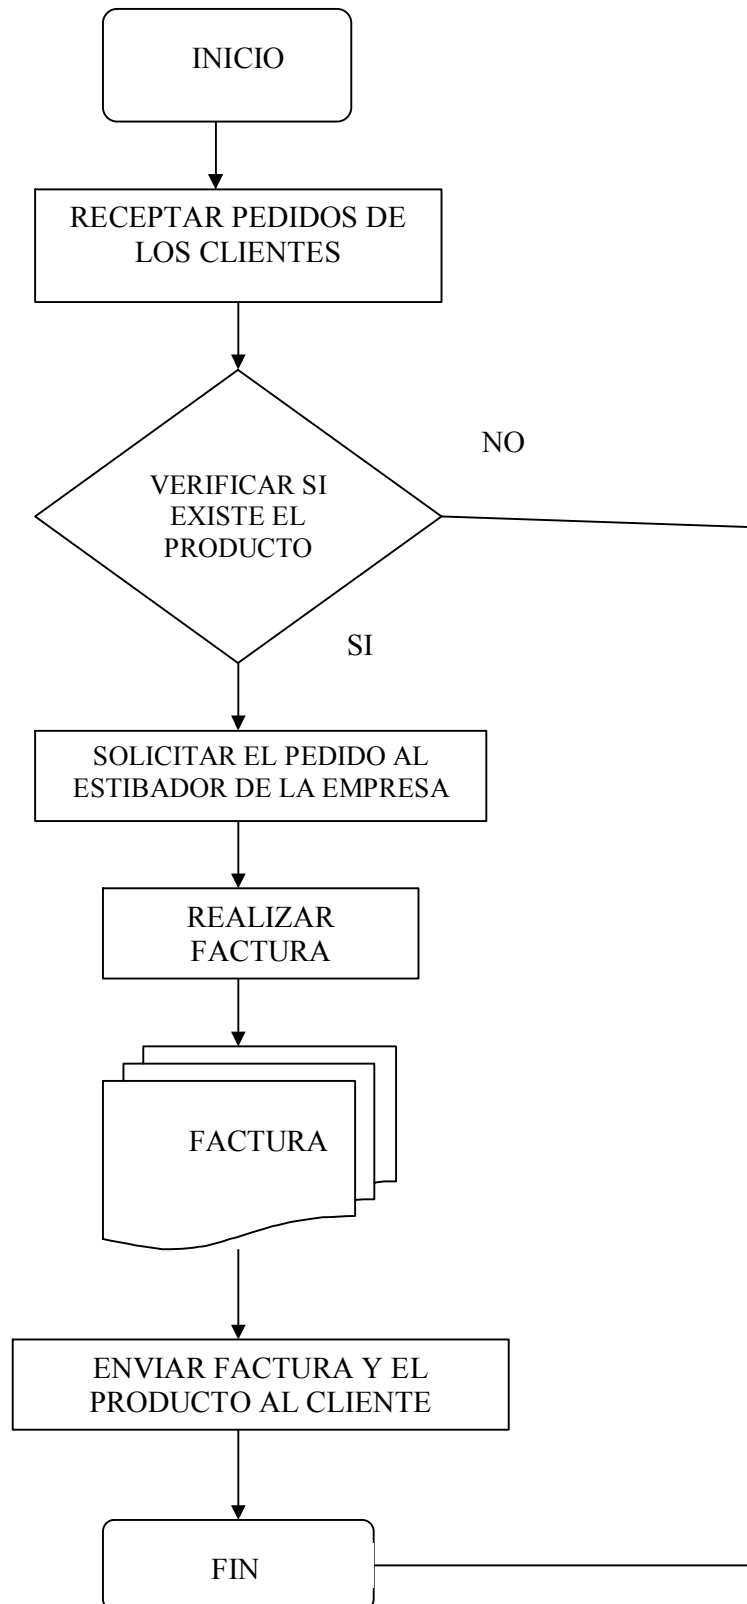 INICIO
RECEPTAR PEDIDOS DE
LOS CLIENTES
NO
VERIFICAR SI
EXISTE EL
PRODUCTO
SI
SOLICITAR EL PEDIDO AL
ESTIBADOR DE LA EMPRESA
REALIZAR
FACTURA
FACTURA
ENVIAR FACTURA Y EL
PRODUCTO AL CLIENTE
FIN